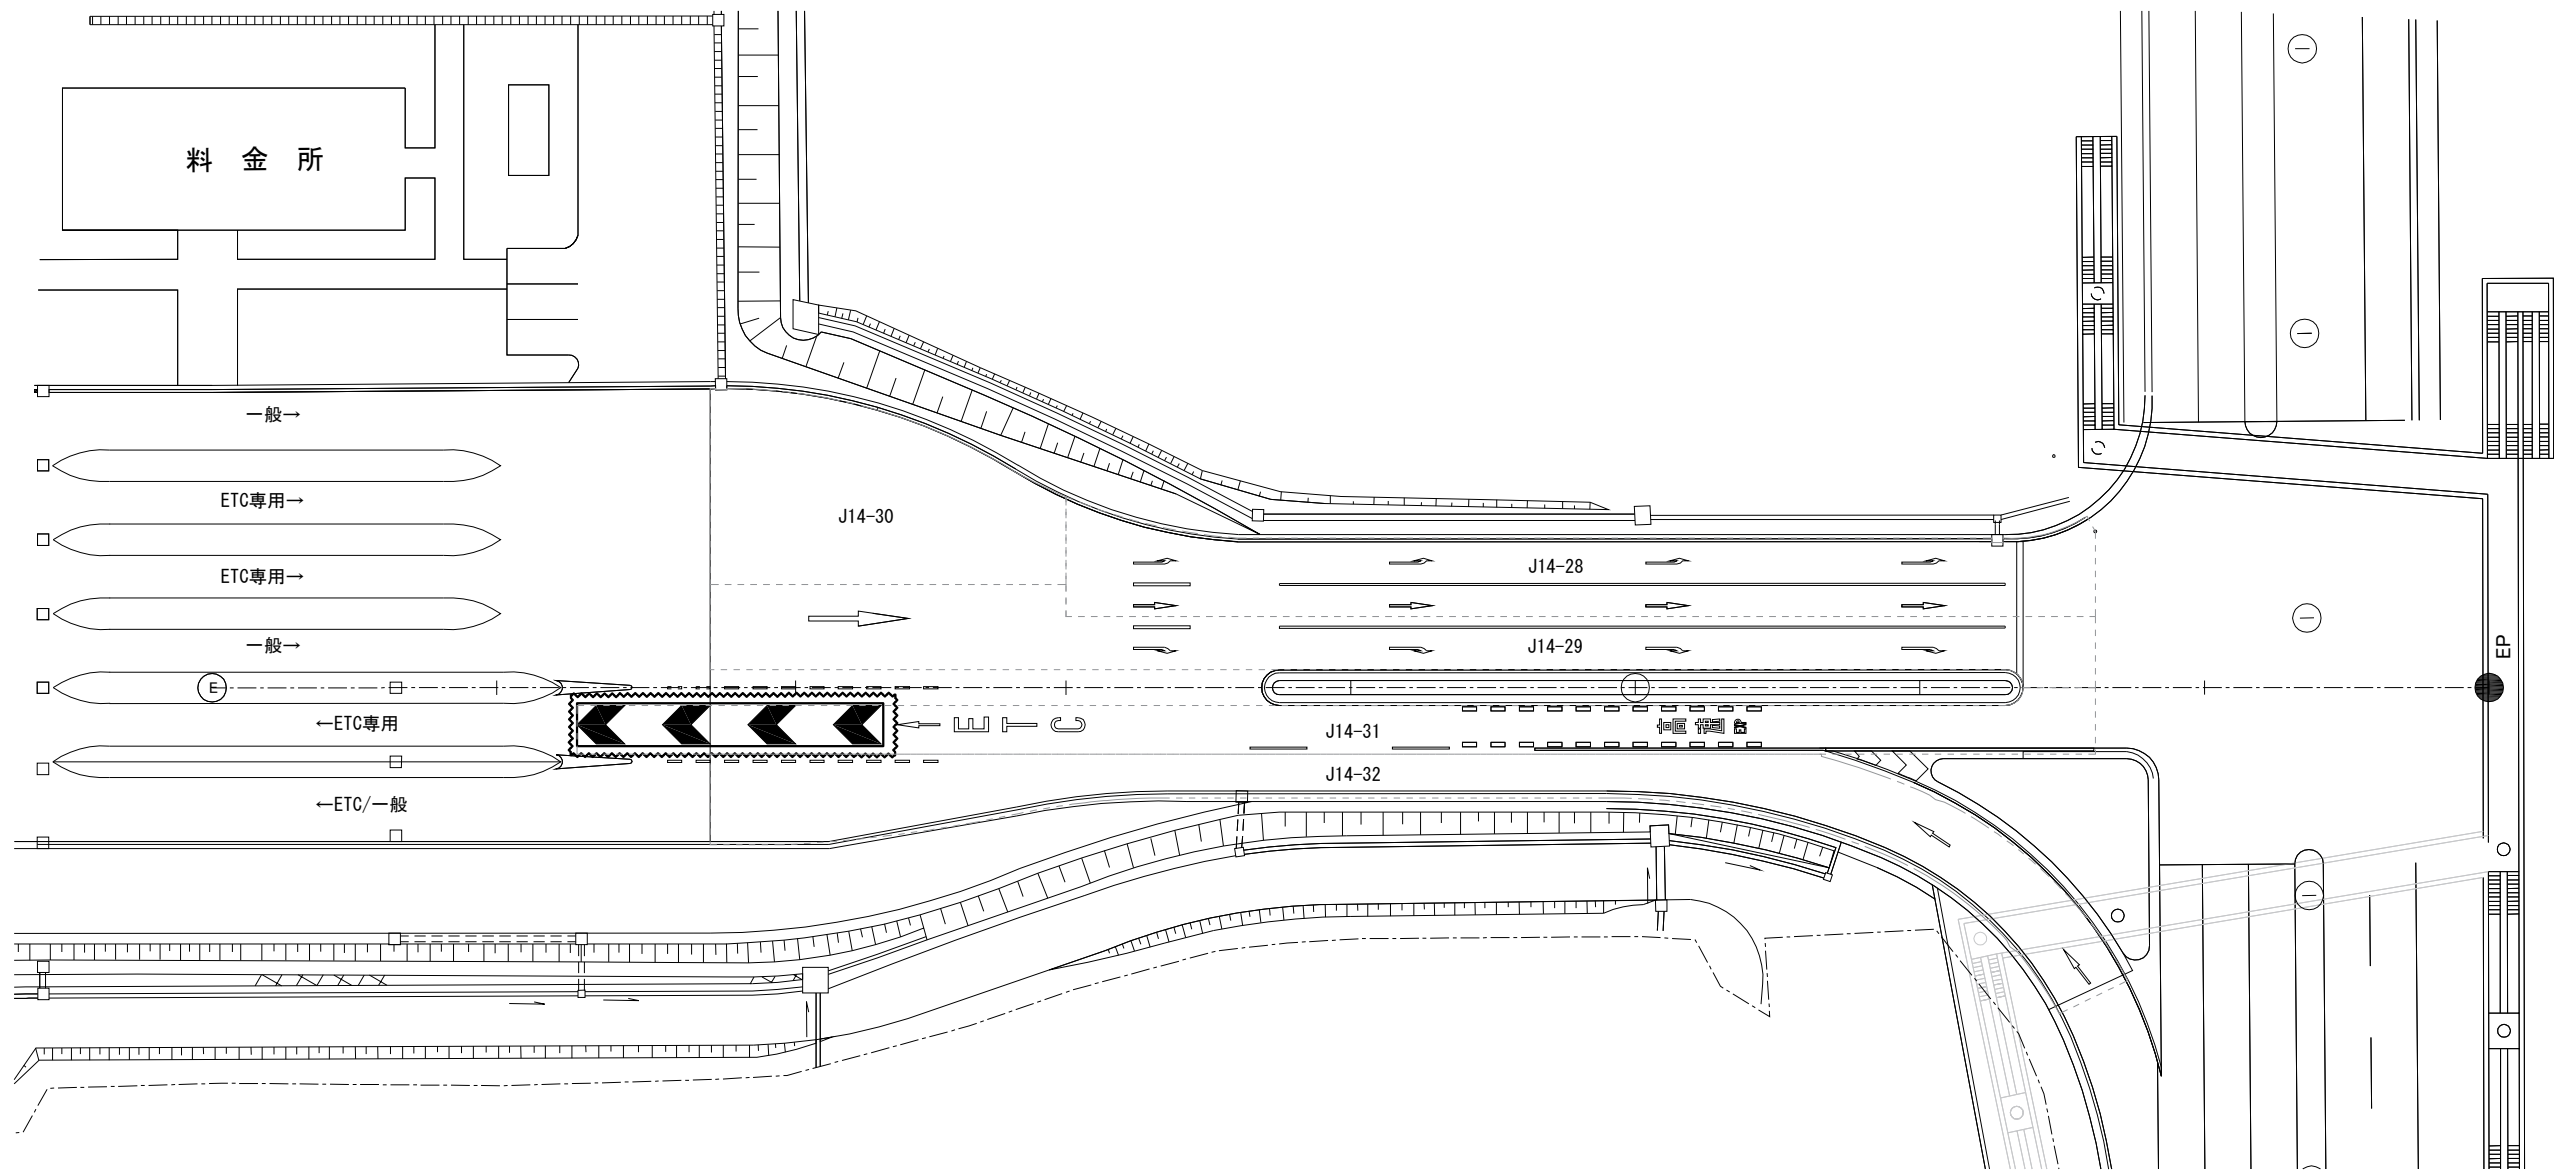 料金所
一般→
ETC専用→
J14-30
J14-28
ETC専用→
一般→
J14-29
EP
E
←ETC専用
ETC
J14-31
J14-32
←ETC/一般